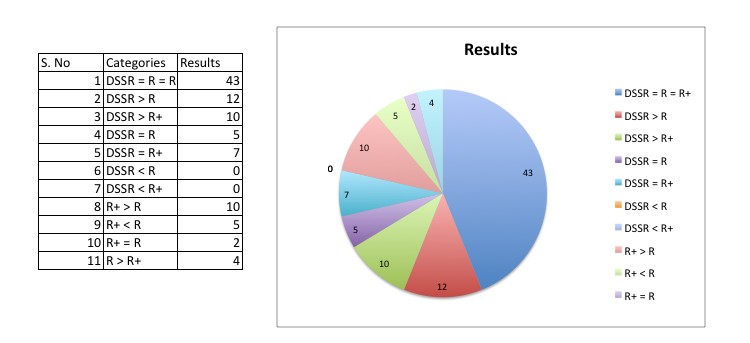 S. No Categories Results
1 DSSR = R = R 43
2 DSSR > R 12
3 DSSR > R+ 10
4 DSSR = R 5
5 DSSR = R+ 7
6 DSSR < R 0
7 DSSR < R+ 0
8 R+ > R 10
9 R+ < R 5
10 R+ = R 2
11 R > R+ 4
Results
43
12
10
5
7
0
10
5
2
4
DSSR = R = R+
DSSR > R
DSSR > R+
DSSR = R
DSSR = R+
DSSR < R
DSSR < R+
R+ > R
R+ < R
R+ = R